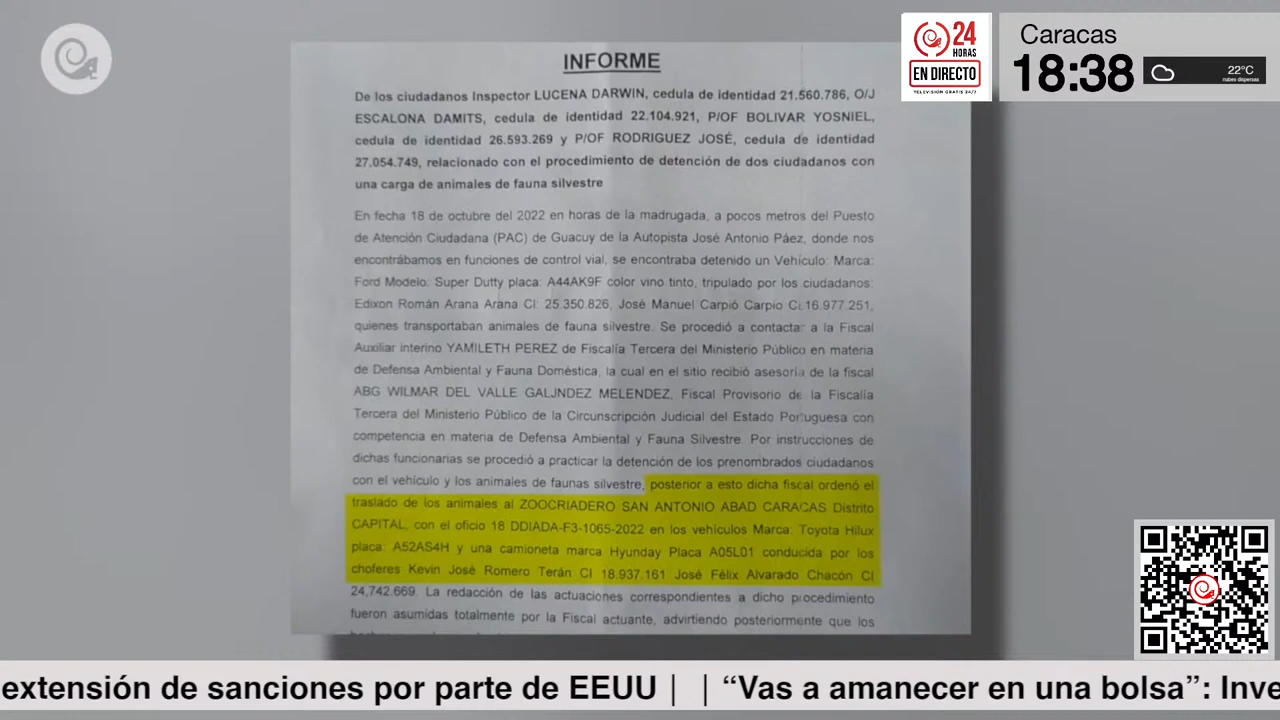 24
HORAS
EN DIRECTO
TELEVISIÓN GRATIS 24/7
Caracas
18:38
22°C
nubes dispersas
INFORME
De los ciudadanos Inspector LUCENA DARWIN, cedula de identidad 21.560.786, O/J
ESCALONA DAMITS, cedula de identidad 22.104.921, P/OF BOLIVAR YOSNIEL,
cedula de identidad 26.593.269 y P/OF RODRIGUEZ JOSÉ, cedula de identidad
27.054.749, relacionado con el procedimiento de detención de dos ciudadanos con
una carga de animales de fauna silvestre
En fecha 18 de octubre del 2022 en horas de la madrugada, a pocos metros del Puesto
de Atención Ciudadana (PAC) de Guacuy de la Autopista José Antonio Páez, donde nos
encontrábamos en funciones de control vial, se encontraba detenido un Vehículo: Marca:
Ford Modelo: Super Dutty placa: A44AK9F color vino tinto, tripulado por los ciudadanos:
Edixon Román Arana Arana CI: 25.350.826, José Manuel Carpió Carpio Ci.16.977.251,
quienes transportaban animales de fauna silvestre. Se procedió a contactar a la Fiscal
Auxiliar interino YAMILETH PEREZ de Fiscalía Tercera del Ministerio Público en materia
de Defensa Ambiental y Fauna Doméstica, la cual en el sitio recibió asesoría de la fiscal
ABG WILMAR DEL VALLE GALINDEZ MELENDEZ, Fiscal Provisorio de la Fiscalía
Tercera del Ministerio Público de la Circunscripción Judicial del Estado Portuguesa con
competencia en materia de Defensa Ambiental y Fauna Silvestre. Por instrucciones de
dichas funcionarias se procedió a practicar la detención de los prenombrados ciudadanos
con el vehículo y los animales de faunas silvestre, posterior a esto dicha fiscal ordenó el
traslado de los animales al ZOOCRIADERO SAN ANTONIO ABAD CARACAS Distrito
CAPITAL, con el oficio 18 DDIADA-F3-1065-2022 en los vehículos Marca: Toyota Hilux
placa: A52AS4H y una camioneta marca Hyunday Placa A05L01 conducida por los
choferes Kevin José Romero Terán CI 18.937.161 José Félix Alvarado Chacón CI
24,742.669. La redacción de las actuaciones correspondientes a dicho procedimiento
fueron asumidas totalmente por la Fiscal actuante, advirtiendo posteriormente que los
extensión de sanciones por parte de EEUU | | “Vas a amanecer en una bolsa”: Inve